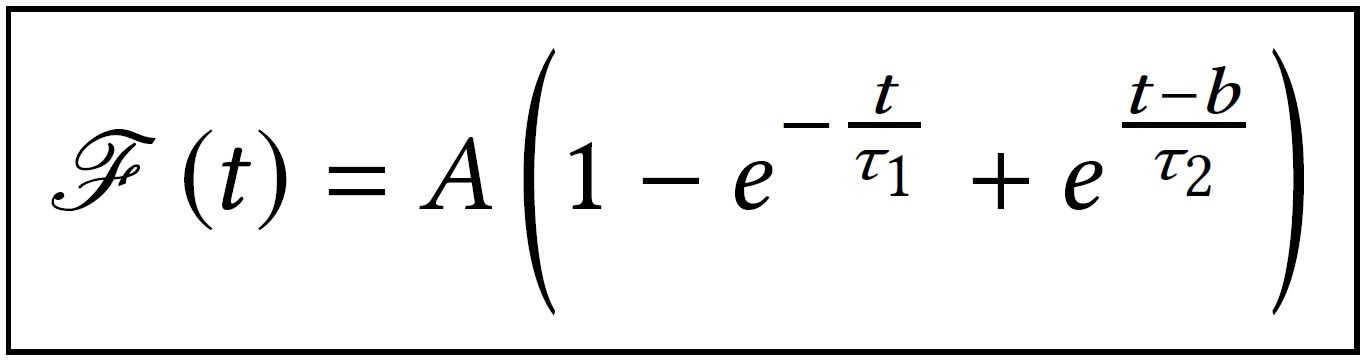 ℱ (t) = A(1 − e^{−t/τ₁} + e^{(t−b)/τ₂})